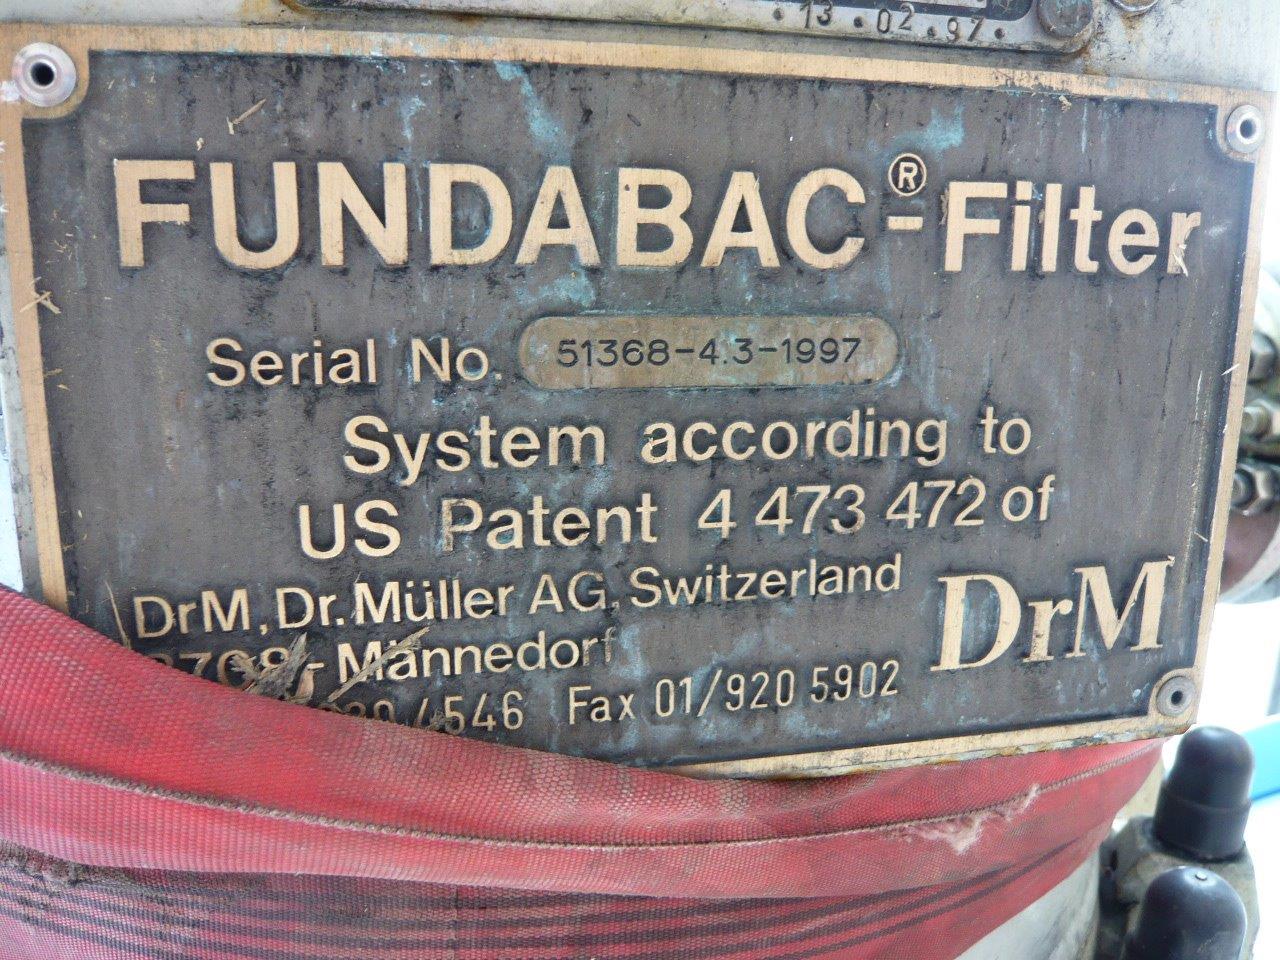 13.02.97.
FUNDABAC®-Filter
Serial No. 51368-4.3-1997
System according to
US Patent 4 473 472 of
DrM, Dr. Müller AG, Switzerland
DrM
- Männedorf
4546 Fax 01/920 5902